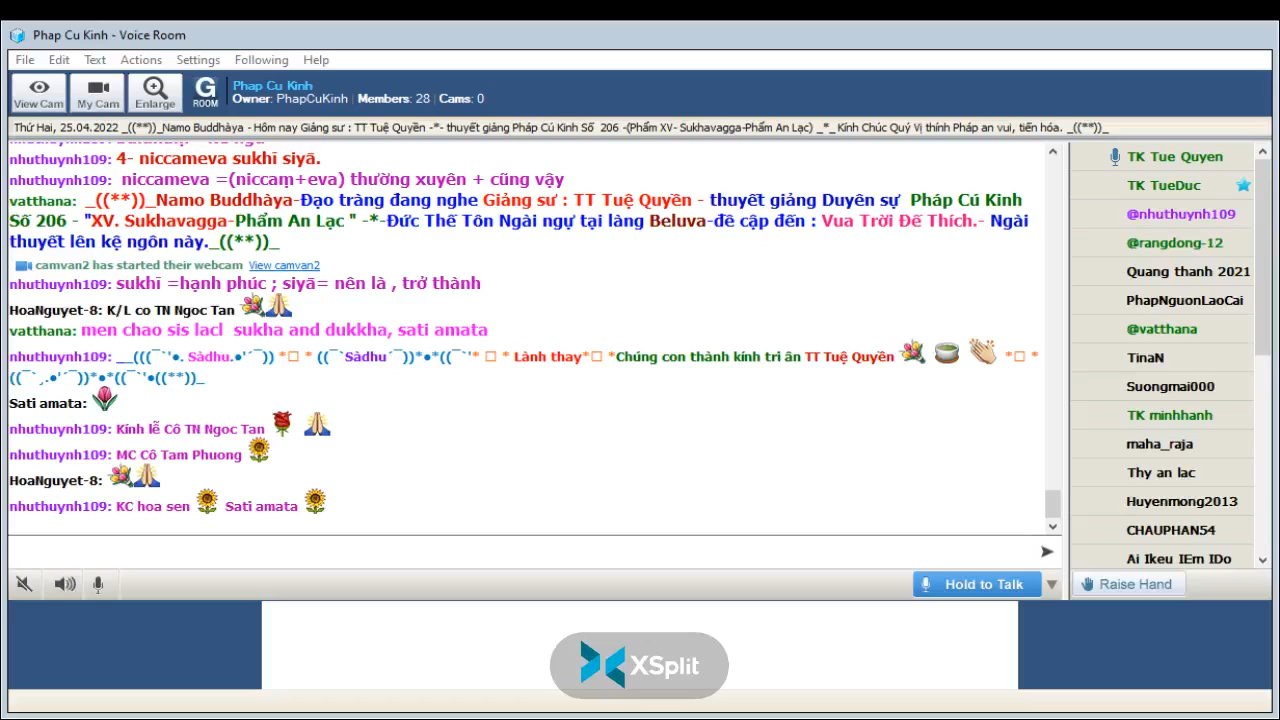 Phap Cu Kinh - Voice Room
File Edit Text Actions Settings Following Help
View Cam My Cam Enlarge G ROOM
Phap Cu Kinh
Owner: PhapCuKinh | Members: 28 | Cams: 0
Thứ Hai, 25.04.2022 _((**))_Namo Buddhàya - Hôm nay Giảng sư : TT Tuệ Quyền -*- thuyết giảng Pháp Cú Kinh Số 206 -(Phẩm XV- Sukhavagga-Phẩm An Lạc) _*_ Kính Chúc Quý Vị thính Pháp an vui, tiến hóa. _((**))_
nhuthuynh109: 4- niccameva sukhī siyā.
nhuthuynh109: niccameva =(niccaṃ+eva) thường xuyên + cũng vậy
vatthana: _((**))_Namo Buddhàya-Đạo tràng đang nghe Giảng sư : TT Tuệ Quyền - thuyết giảng Duyên sự Pháp Cú Kinh
Số 206 - "XV. Sukhavagga-Phẩm An Lạc " -*-Đức Thế Tôn Ngài ngự tại làng Beluva-đề cập đến : Vua Trời Đế Thích.- Ngài
thuyết lên kệ ngôn này._((**))_
camvan2 has started their webcam View camvan2
nhuthuynh109: sukhī =hạnh phúc ; siyā= nên là , trở thành
HoaNguyet-8: K/L co TN Ngoc Tan
vatthana: men chao sis lacl sukha and dukkha, sati amata
nhuthuynh109: __(((¯`'•. Sàdhu.•'´¯)) *□ * ((¯`Sàdhu´¯))*•*((¯`'* □ * Lành thay*□ *Chúng con thành kính tri ân TT Tuệ Quyền *□ *
((¯`¸.•'´¯))*•*((¯`'•((**))_
Sati amata:
nhuthuynh109: Kính lễ Cô TN Ngoc Tan
nhuthuynh109: MC Cô Tam Phuong
HoaNguyet-8:
nhuthuynh109: KC hoa sen Sati amata
Hold to Talk
TK Tue Quyen
TK TueDuc
@nhuthuynh109
@rangdong-12
Quang thanh 2021
PhapNguonLaoCai
@vatthana
TinaN
Suongmai000
TK minhhanh
maha_raja
Thy an lac
Huyenmong2013
CHAUPHAN54
Ai Ikeu IEm IDo
Raise Hand
XSplit